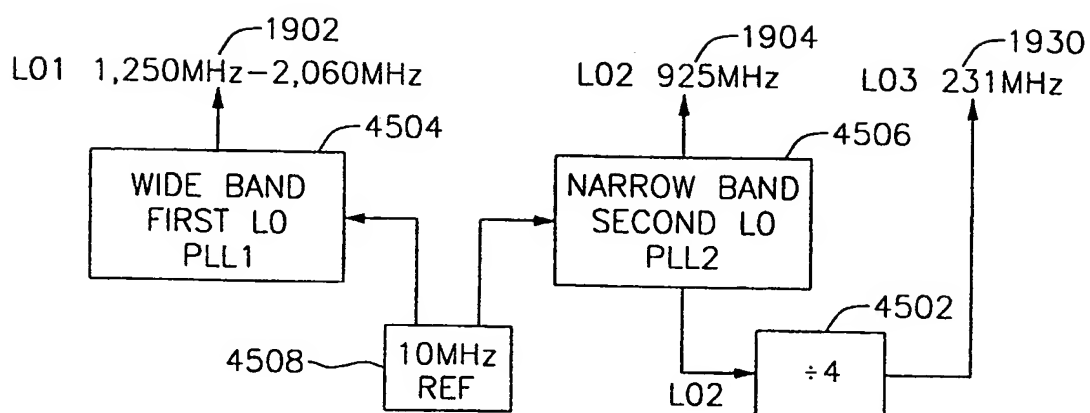 1902
1904
1930
LO1 1,250MHz-2,060MHz
LO2 925MHz
LO3 231MHz
4504
4506
WIDE BAND
FIRST LO
PLL1
NARROW BAND
SECOND LO
PLL2
4502
4508
10MHz
REF
LO2
÷4